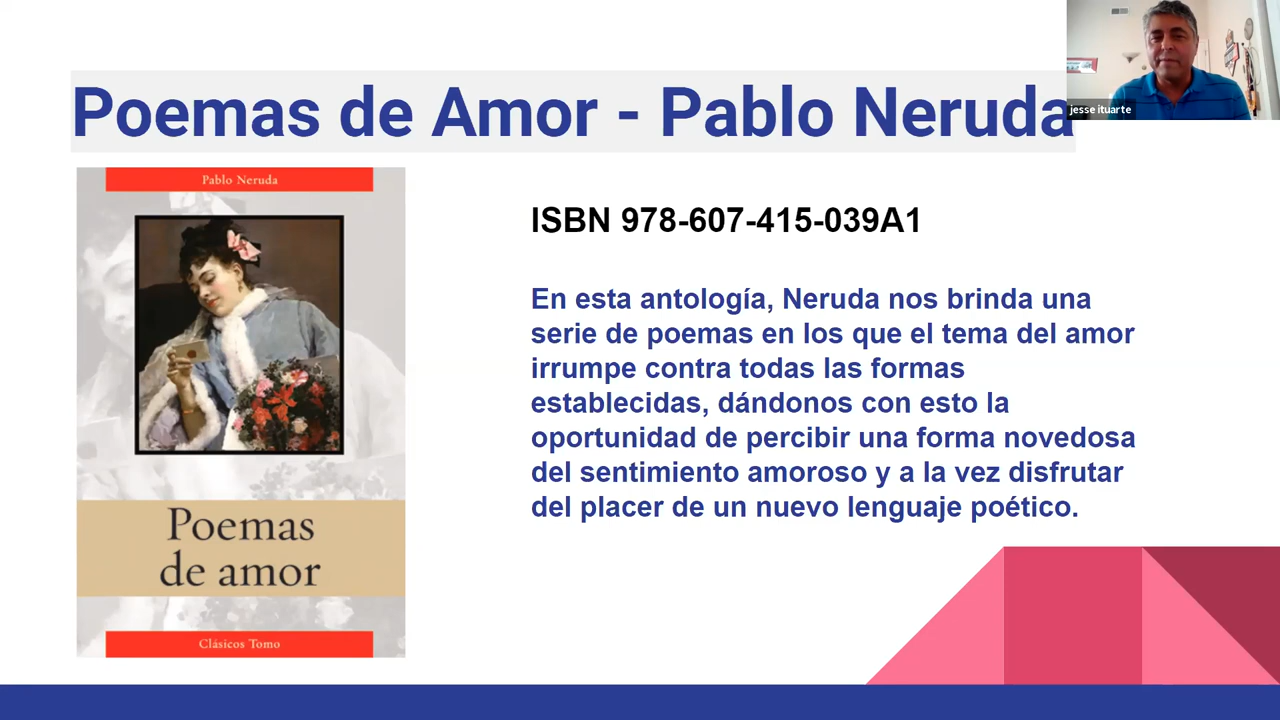 Poemas de Amor - Pablo Neruda
jesse ituarte
Pablo Neruda
Poemas
de amor
Clásicos Tomo
ISBN 978-607-415-039A1
En esta antología, Neruda nos brinda una
serie de poemas en los que el tema del amor
irrumpe contra todas las formas
establecidas, dándonos con esto la
oportunidad de percibir una forma novedosa
del sentimiento amoroso y a la vez disfrutar
del placer de un nuevo lenguaje poético.